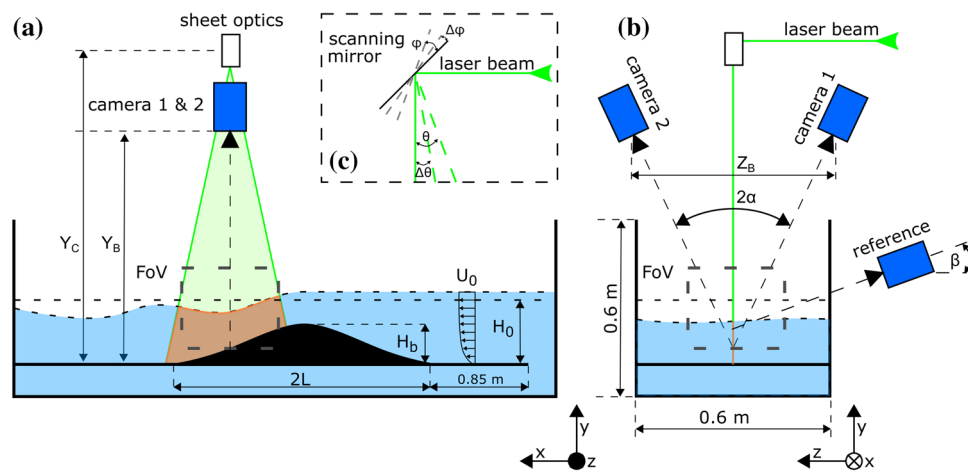 (a)
sheet optics
camera 1 & 2
Y_C
Y_B
FoV
U_0
H_0
H_b
2L
0.85 m
y
x
z
scanning
mirror
φ
Δφ
laser beam
(c)
θ
Δθ
(b)
laser beam
camera 2
camera 1
Z_B
2α
reference
β
FoV
0.6 m
0.6 m
y
z
x